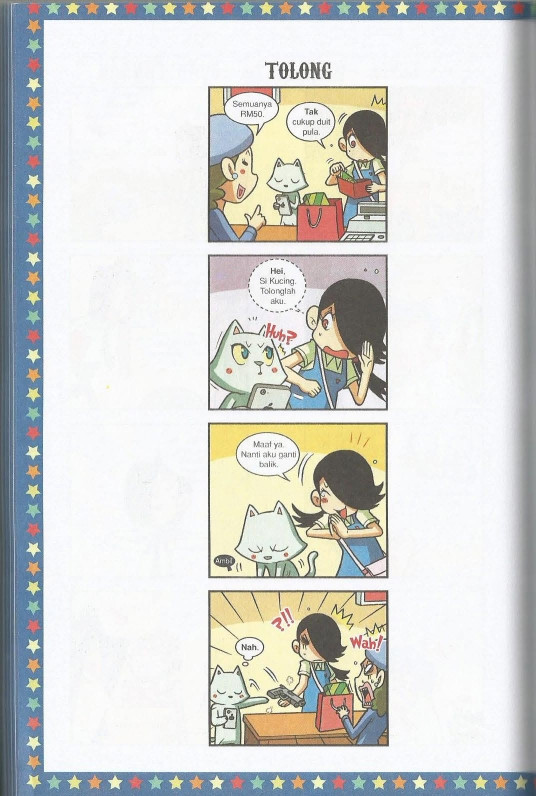 TOLONG
Semuanya
RM50.
Tak
cukup duit
pula.
Hei,
Si Kucing.
Tolonglah
aku.
Huh?
Maaf ya.
Nanti aku ganti
balik.
Ambil
?!!
Nah.
Wah!